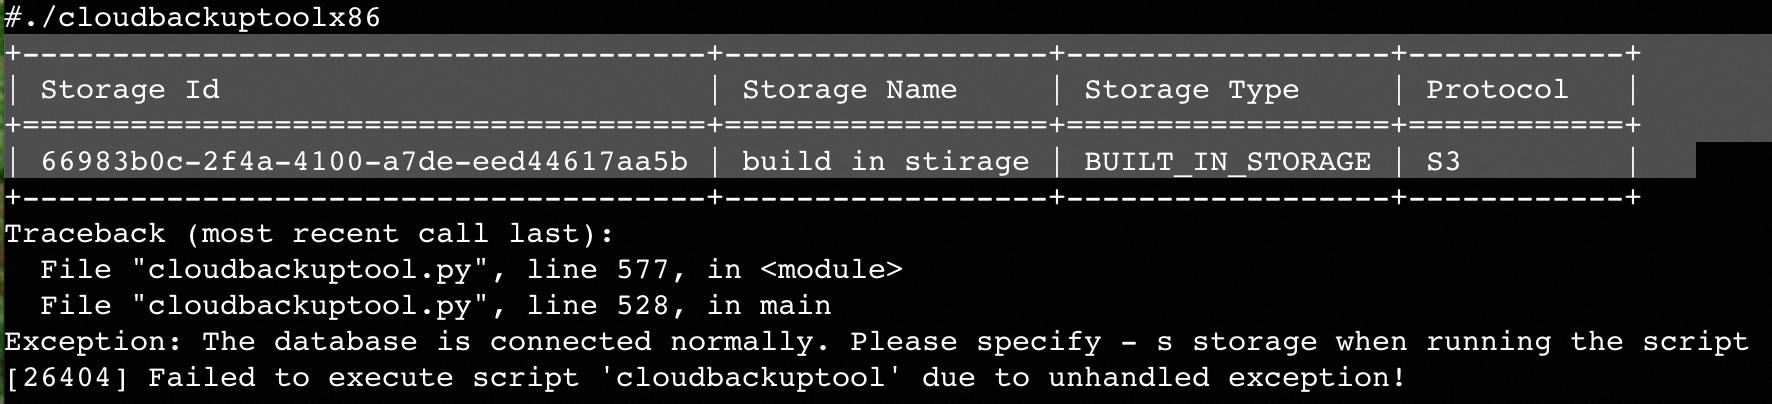 #./cloudbackuptoolx86
+--------------------------------------+------------------+------------------+------------+
| Storage Id                           | Storage Name     | Storage Type     | Protocol   |
+======================================+==================+==================+============+
| 66983b0c-2f4a-4100-a7de-eed44617aa5b | build in stirage | BUILT_IN_STORAGE | S3         |
+--------------------------------------+------------------+------------------+------------+
Traceback (most recent call last):
  File "cloudbackuptool.py", line 577, in <module>
  File "cloudbackuptool.py", line 528, in main
Exception: The database is connected normally. Please specify - s storage when running the script
[26404] Failed to execute script 'cloudbackuptool' due to unhandled exception!